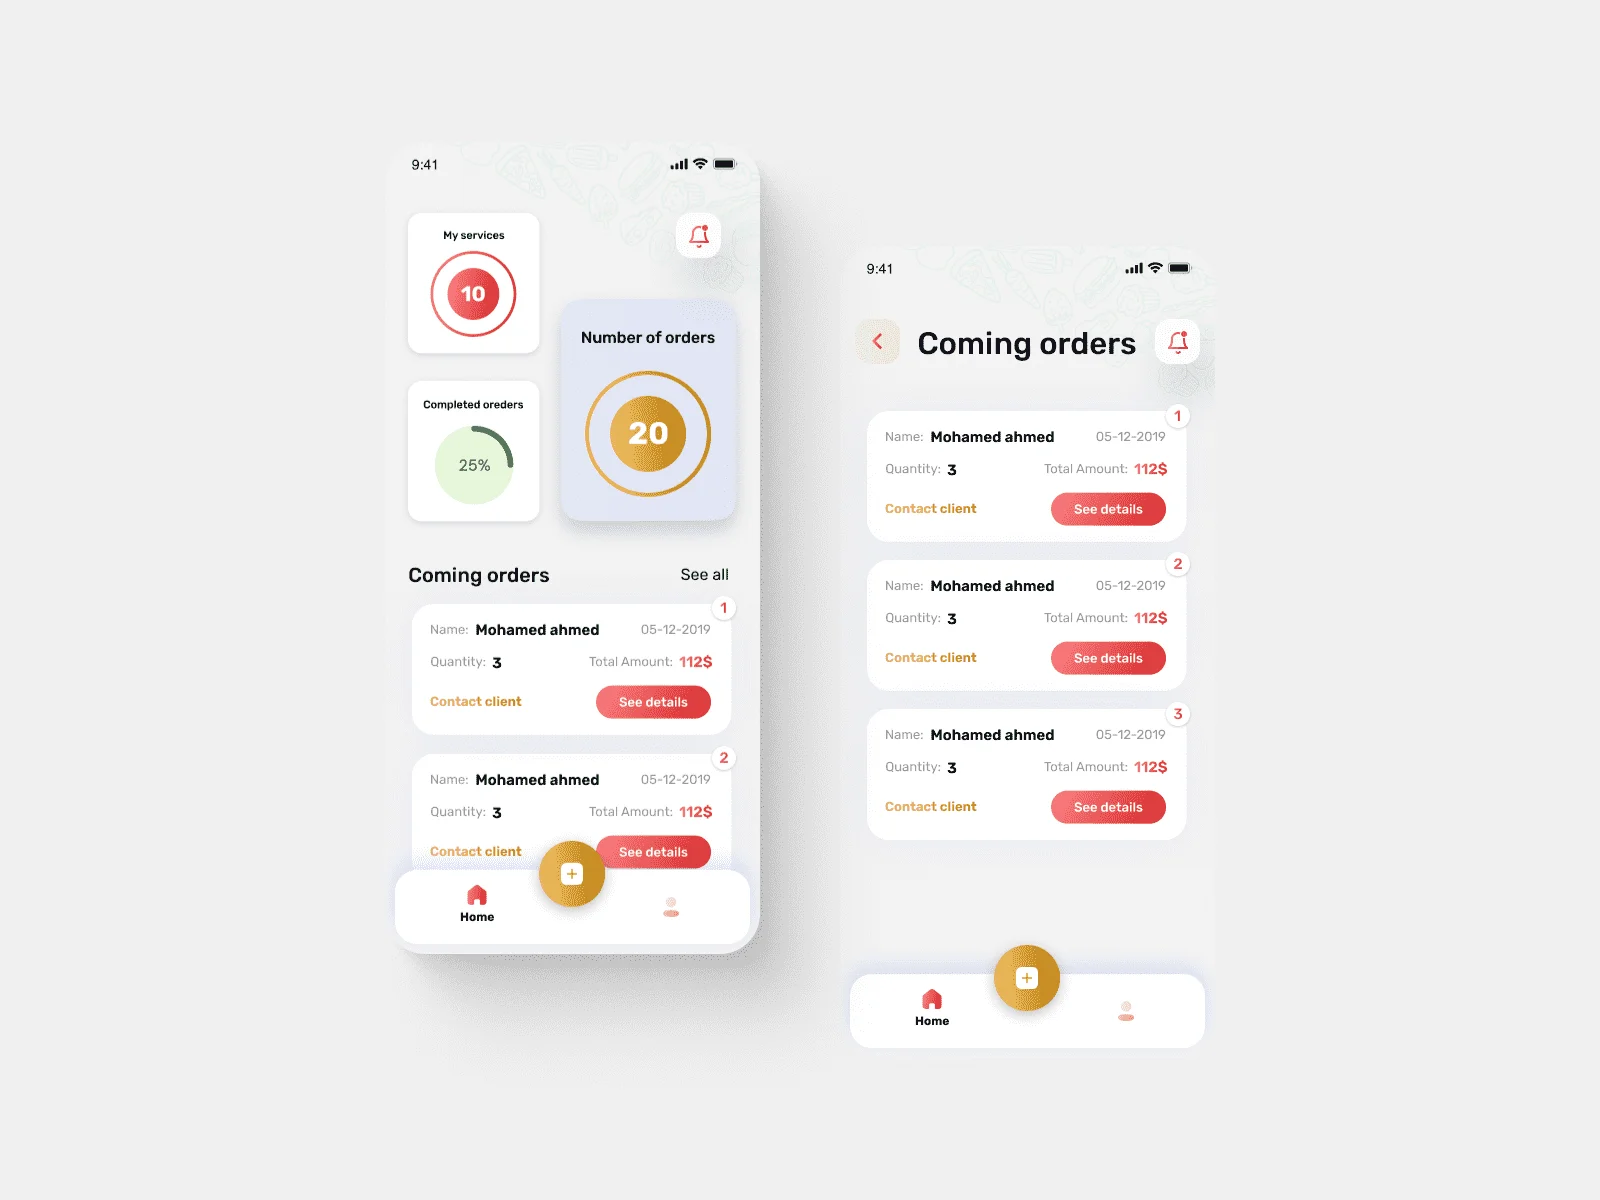 9:41
My services
10
Number of orders
20
Completed oreders
25%
Coming orders See all
1
Name: Mohamed ahmed 05-12-2019
Quantity: 3 Total Amount: 112$
Contact client See details
2
Name: Mohamed ahmed 05-12-2019
Quantity: 3 Total Amount: 112$
Contact client See details
Home
9:41
Coming orders
1
Name: Mohamed ahmed 05-12-2019
Quantity: 3 Total Amount: 112$
Contact client See details
2
Name: Mohamed ahmed 05-12-2019
Quantity: 3 Total Amount: 112$
Contact client See details
3
Name: Mohamed ahmed 05-12-2019
Quantity: 3 Total Amount: 112$
Contact client See details
Home